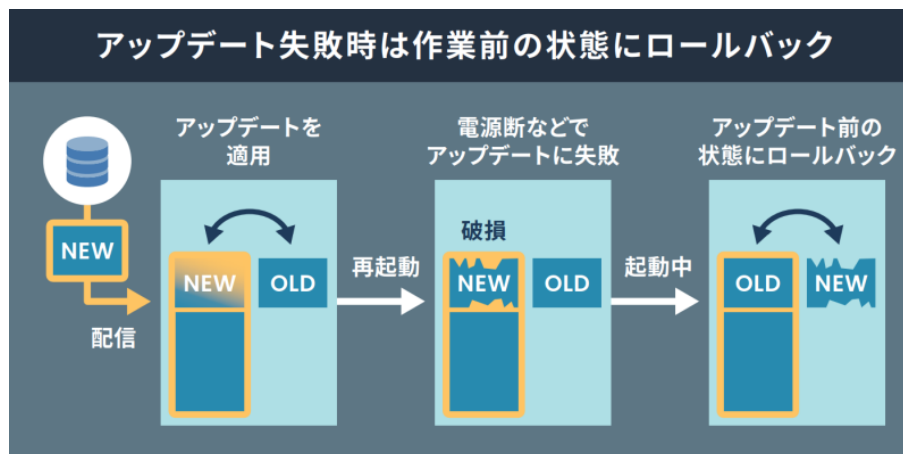 アップデート失敗時は作業前の状態にロールバック
アップデートを
適用
電源断などで
アップデートに失敗
アップデート前の
状態にロールバック
NEW
配信
NEW
OLD
再起動
破損
NEW
OLD
起動中
OLD
NEW